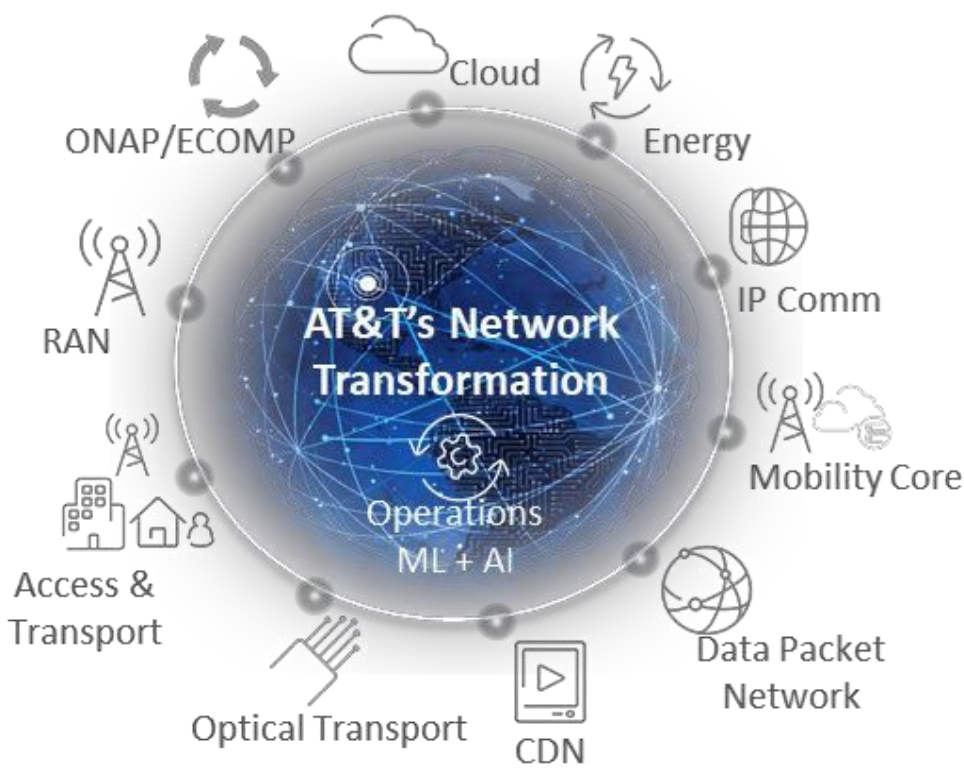 Cloud
Energy
IP Comm
Mobility Core
Data Packet
Network
CDN
Optical Transport
Access &
Transport
RAN
ONAP/ECOMP
AT&T’s Network
Transformation
Operations
ML + AI